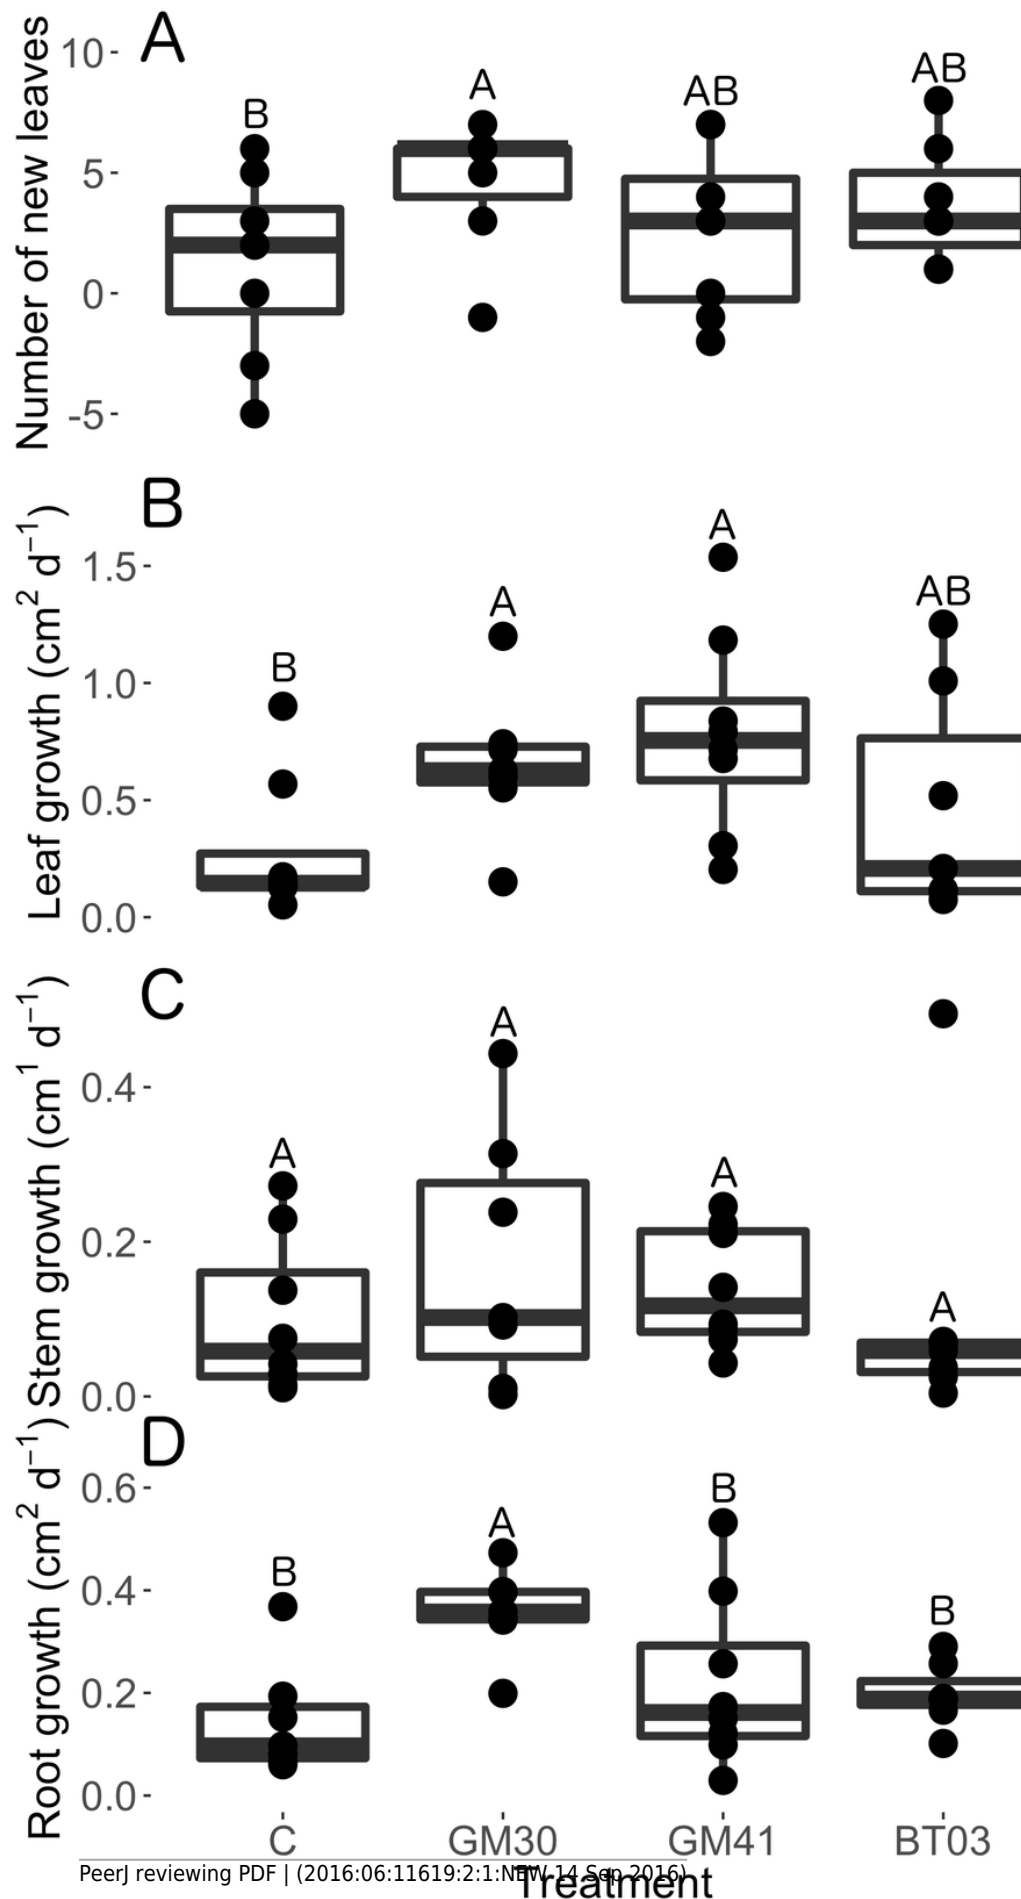 A
Number of new leaves
10
5
0
-5
B
A
AB
AB
B
Leaf growth (cm² d⁻¹)
1.5
1.0
0.5
0.0
B
A
A
AB
C
Stem growth (cm¹ d⁻¹)
0.4
0.2
0.0
A
A
A
A
D
Root growth (cm² d⁻¹)
0.6
0.4
0.2
0.0
B
A
B
B
C GM30 GM41 BT03
PeerJ reviewing PDF | (2016:06:11619:2:1:NEW 14 Sep 2016)
Treatment